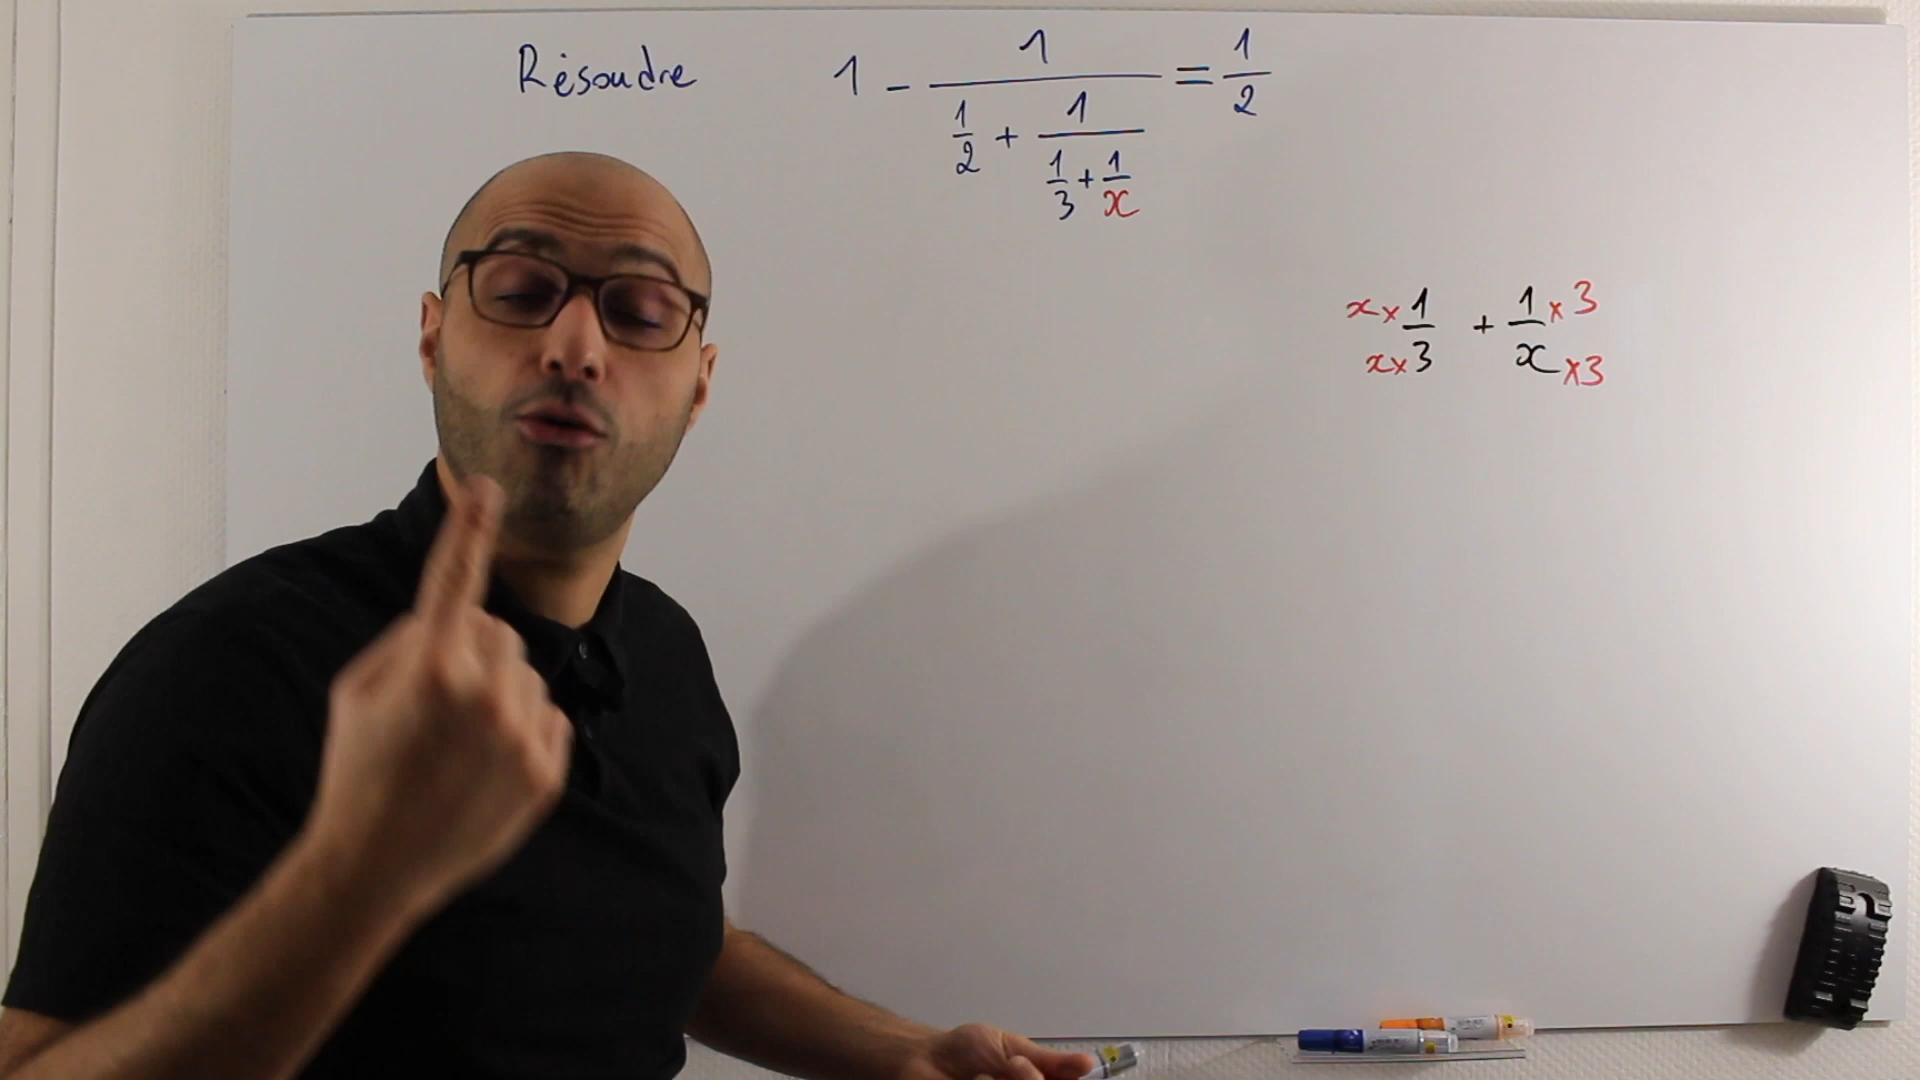 Résoudre 1 - 1/(1/2 + 1/(1/3 + 1/x)) = 1/2
x × 1/x × 3 + 1 × 3/x × 3